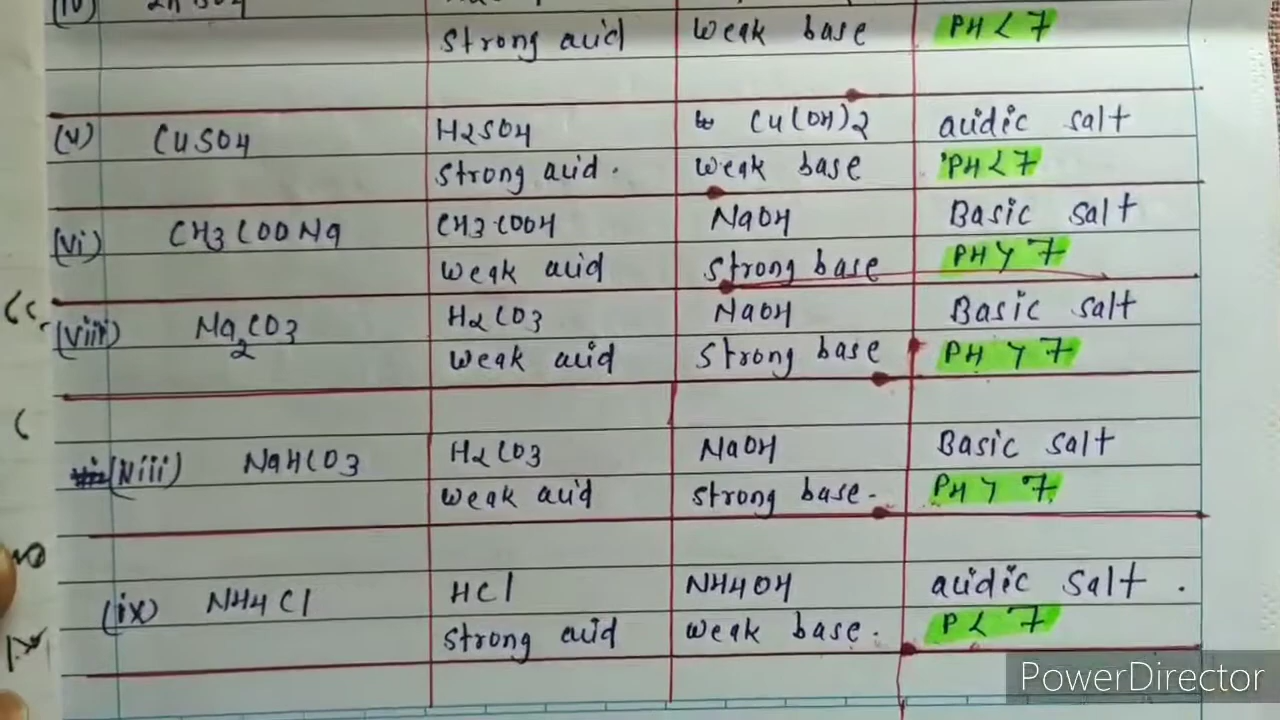 Strong acid weak base PH < 7
(v) CuSO4 H2SO4 Cu(OH)2 acidic salt
Strong acid. weak base PH < 7
(vi) CH3COONa CH3COOH NaOH Basic salt
weak acid strong base PH > 7
(viii) Na2CO3 H2CO3 NaOH Basic salt
weak acid strong base PH > 7
(viii) NaHCO3 H2CO3 NaOH Basic salt
weak acid strong base. PH > 7
(ix) NH4Cl HCl NH4OH acidic salt.
strong acid weak base. P < 7
PowerDirector